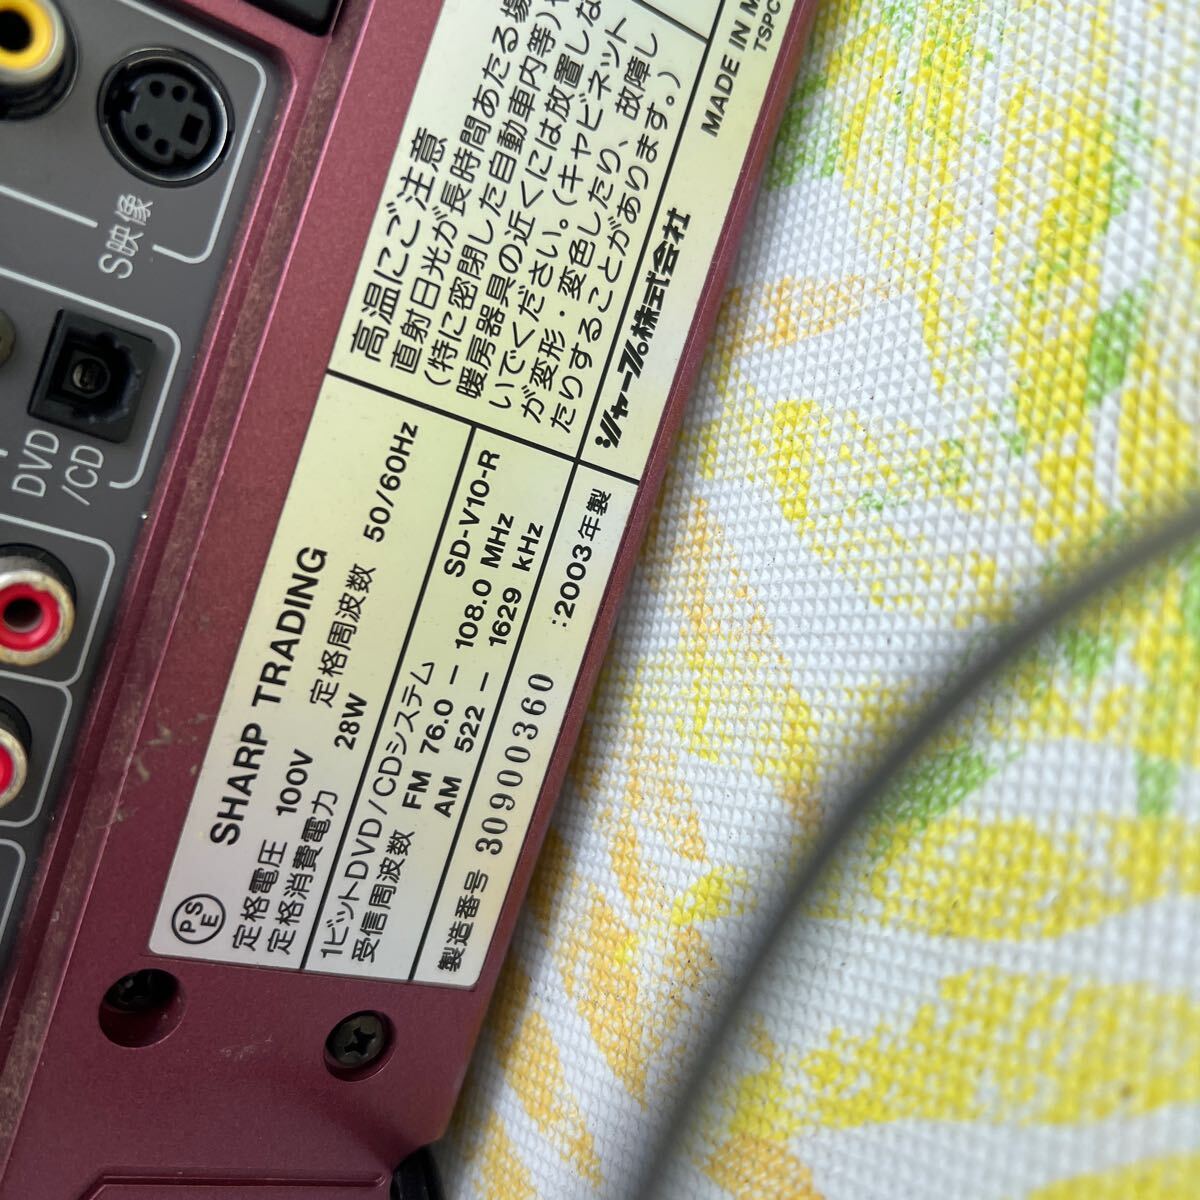 S映像
DVD
/CD
PSE
SHARP TRADING
定格電圧 100V 定格周波数 50/60Hz
定格消費電力 28W
1ビットDVD/CDシステム SD-V10-R
受信周波数 FM 76.0 - 108.0 MHz
AM 522 - 1629 kHz
製造番号 30900360 :2003年製
高温にご注意
直射日光が長時間あたる場
(特に密閉した自動車内等)
暖房器具の近くには放置しな
いでください。(キャビネット
が変形・変色したり、故障し
たりすることがあります。)
シャープ株式会社
MADE IN
TSPC